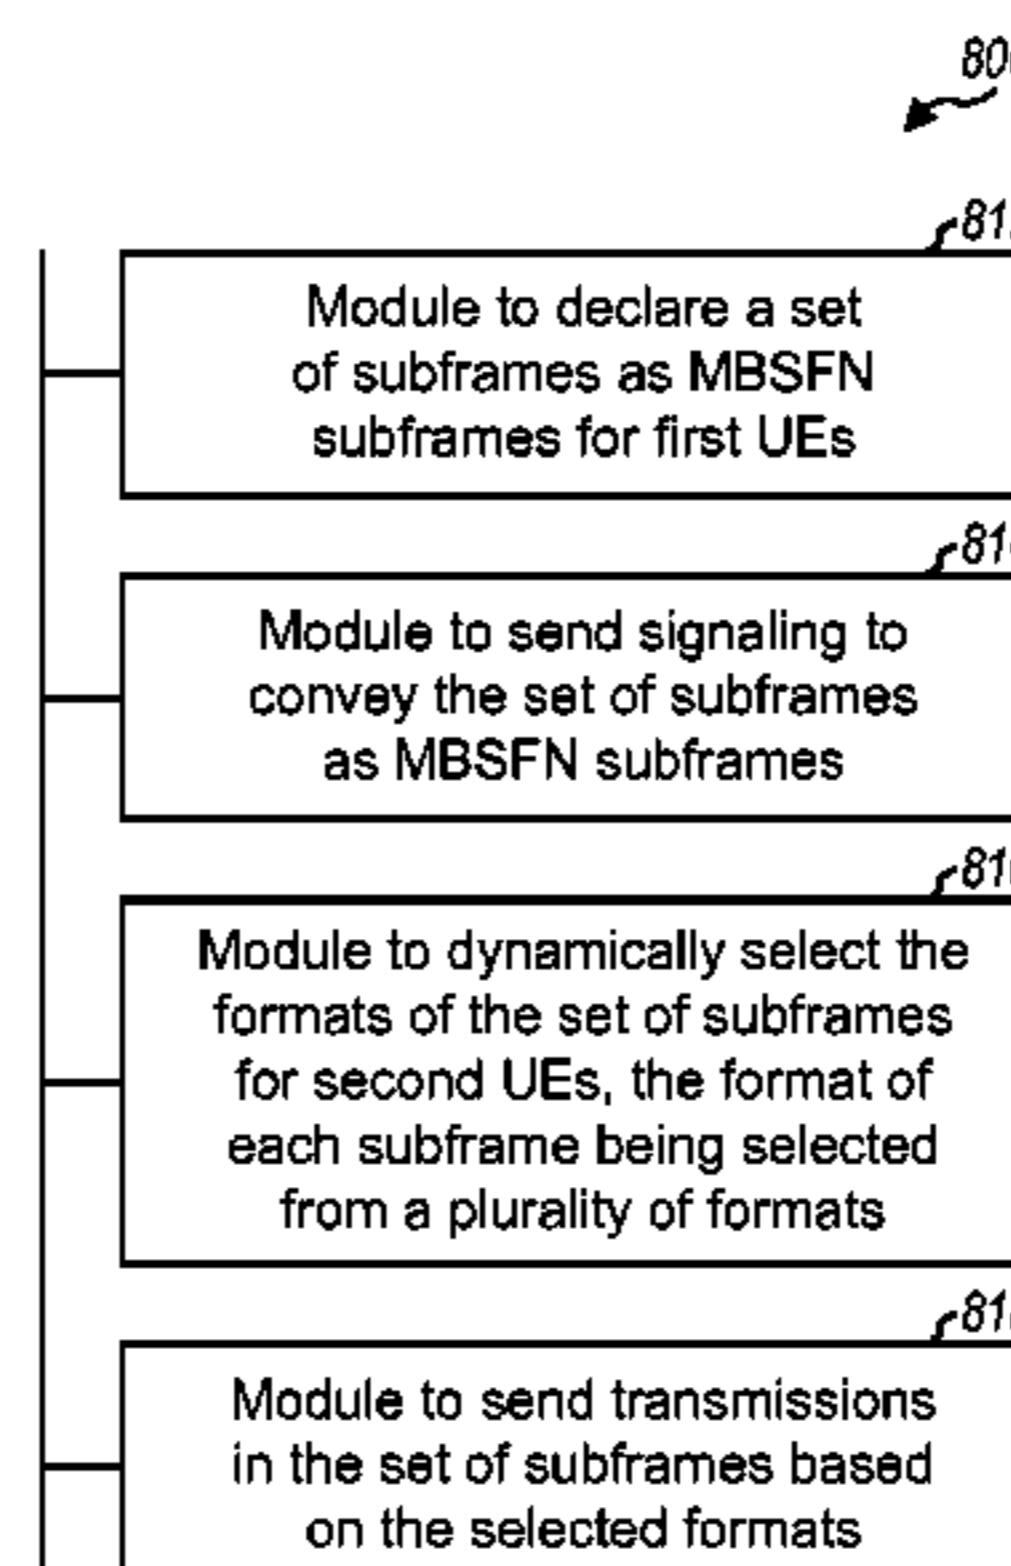 Module to declare a set
of subframes as MBSFN
subframes for first UEs
Module to send signaling to
convey the set of subframes
as MBSFN subframes
Module to dynamically select the
formats of the set of subframes
for second UEs, the format of
each subframe being selected
from a plurality of formats
Module to send transmissions
in the set of subframes based
on the selected formats